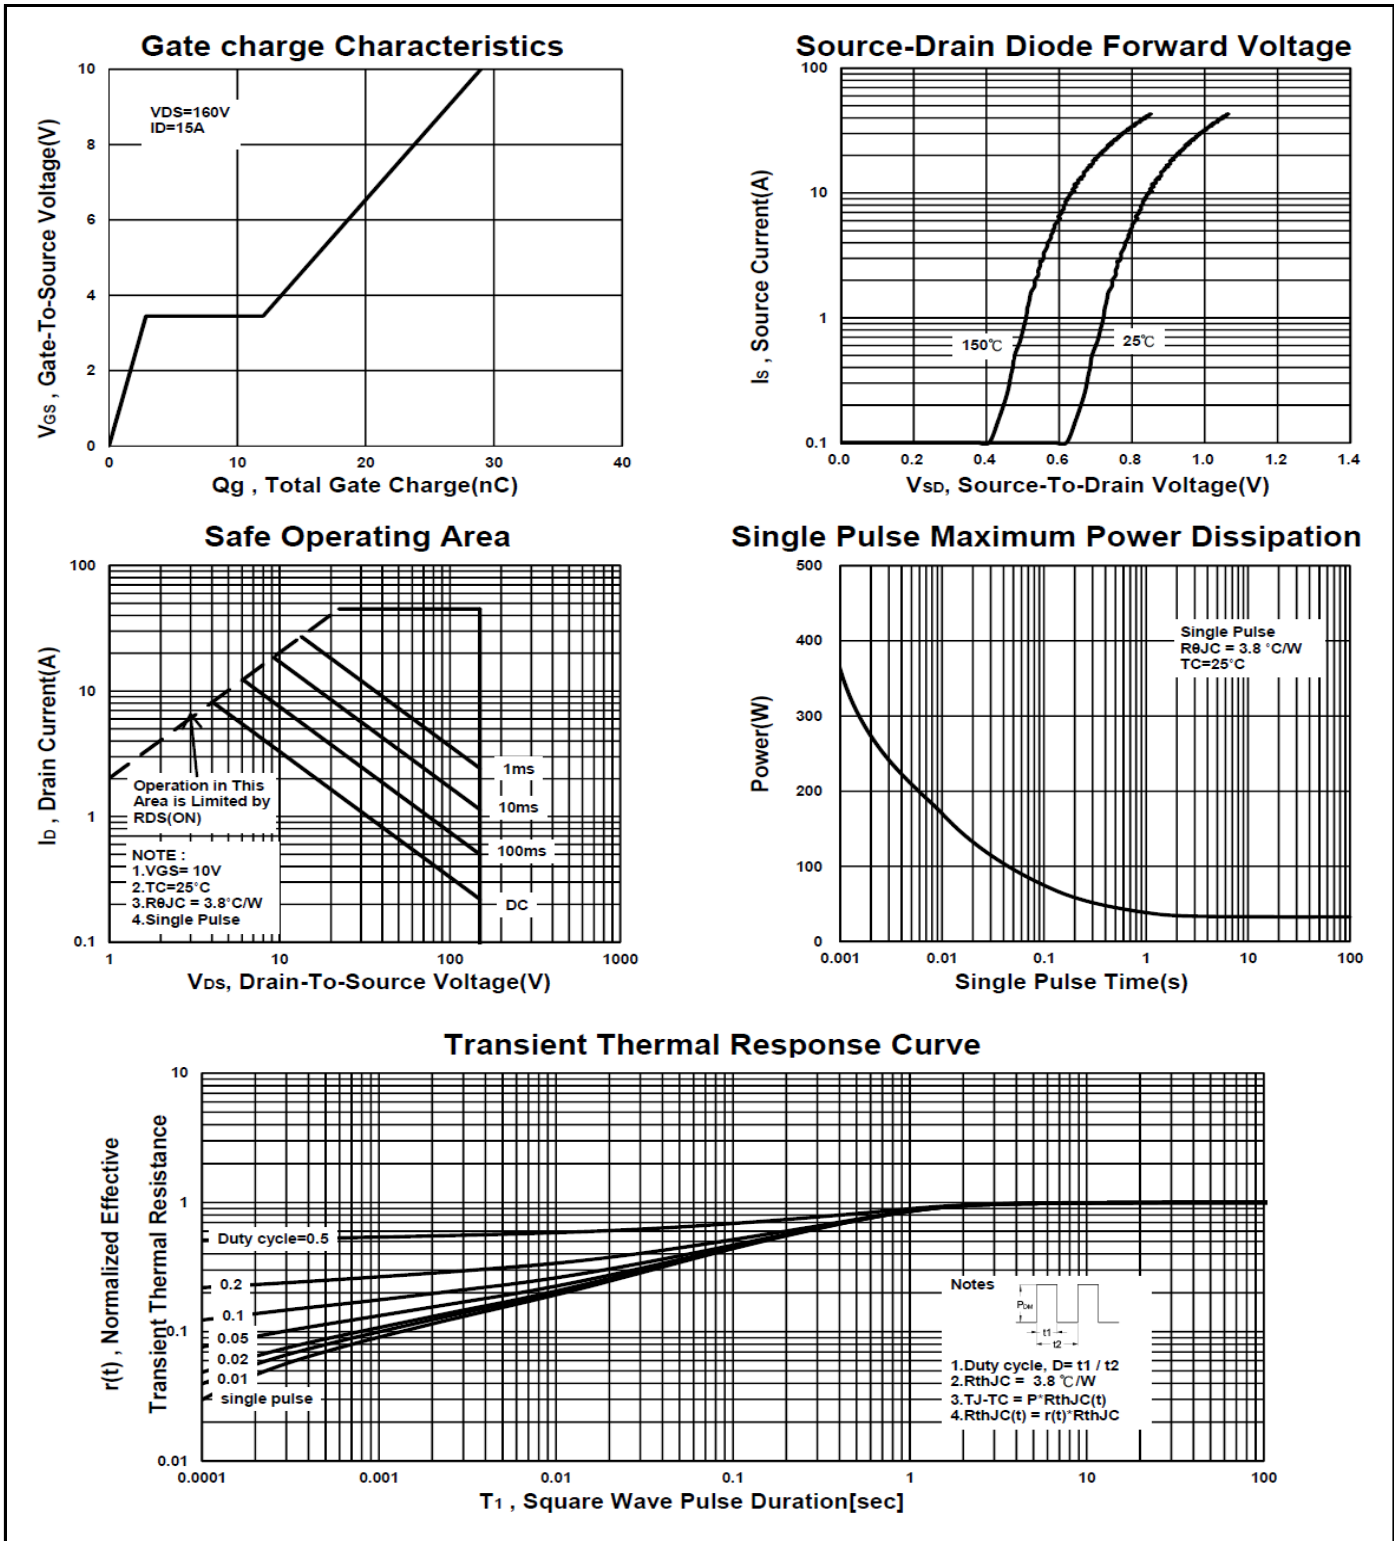 Gate charge Characteristics
VGS , Gate-To-Source Voltage(V)
10
8
6
4
2
0
VDS=160V
ID=15A
0 10 20 30 40
Qg , Total Gate Charge(nC)
Source-Drain Diode Forward Voltage
IS , Source Current(A)
100
10
1
0.1
150℃
25℃
0.0 0.2 0.4 0.6 0.8 1.0 1.2 1.4
VSD, Source-To-Drain Voltage(V)
Safe Operating Area
ID , Drain Current(A)
100
10
1
0.1
Operation in This
Area is Limited by
RDS(ON)
NOTE :
1.VGS= 10V
2.TC=25°C
3.RθJC = 3.8°C/W
4.Single Pulse
1ms
10ms
100ms
DC
1 10 100 1000
VDS, Drain-To-Source Voltage(V)
Single Pulse Maximum Power Dissipation
Power(W)
500
400
300
200
100
0
Single Pulse
RθJC = 3.8 °C/W
TC=25°C
0.001 0.01 0.1 1 10 100
Single Pulse Time(s)
Transient Thermal Response Curve
r(t) , Normalized Effective
Transient Thermal Resistance
10
1
0.1
0.01
Duty cycle=0.5
0.2
0.1
0.05
0.02
0.01
single pulse
Notes
PDM
t1
t2
1.Duty cycle, D= t1 / t2
2.RthJC = 3.8 ℃/W
3.TJ-TC = P*RthJC(t)
4.RthJC(t) = r(t)*RthJC
0.0001 0.001 0.01 0.1 1 10 100
T1 , Square Wave Pulse Duration[sec]